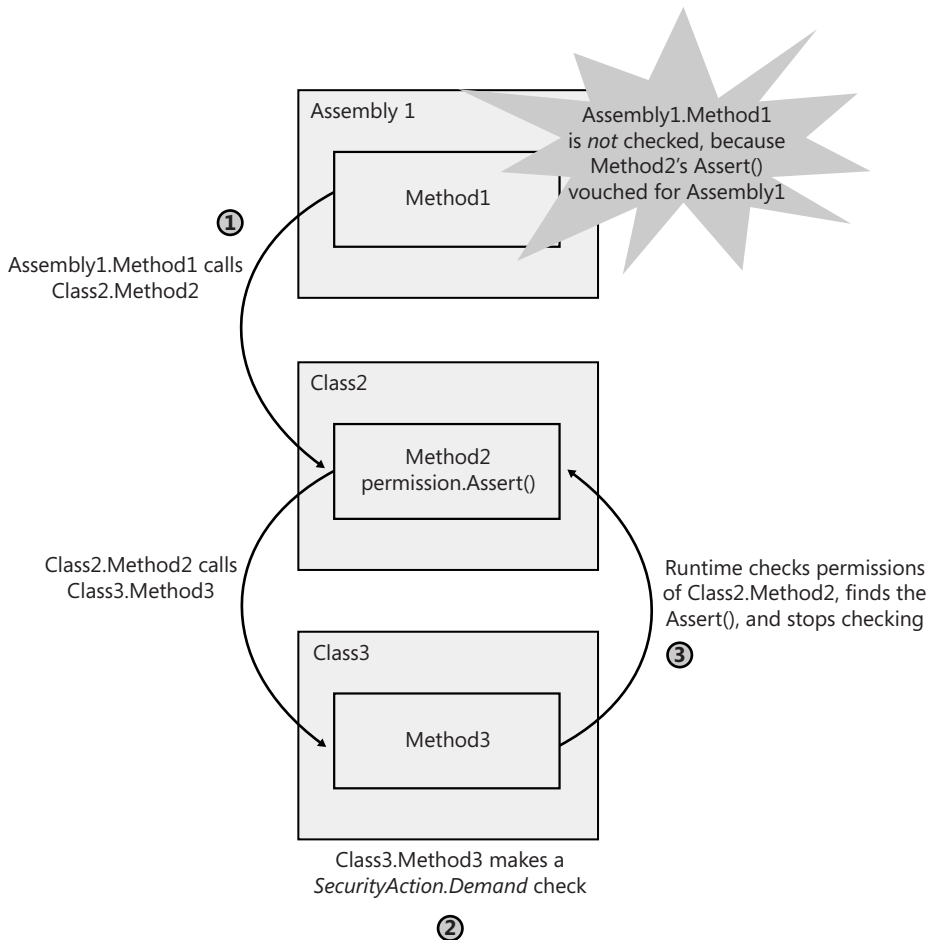 Assembly 1
Assembly1.Method1
is not checked, because
Method2's Assert()
vouched for Assembly1
Method1
1
Assembly1.Method1 calls
Class2.Method2
Class2
Method2
permission.Assert()
Class2.Method2 calls
Class3.Method3
Runtime checks permissions
of Class2.Method2, finds the
Assert(), and stops checking
3
Class3
Method3
Class3.Method3 makes a
SecurityAction.Demand check
2